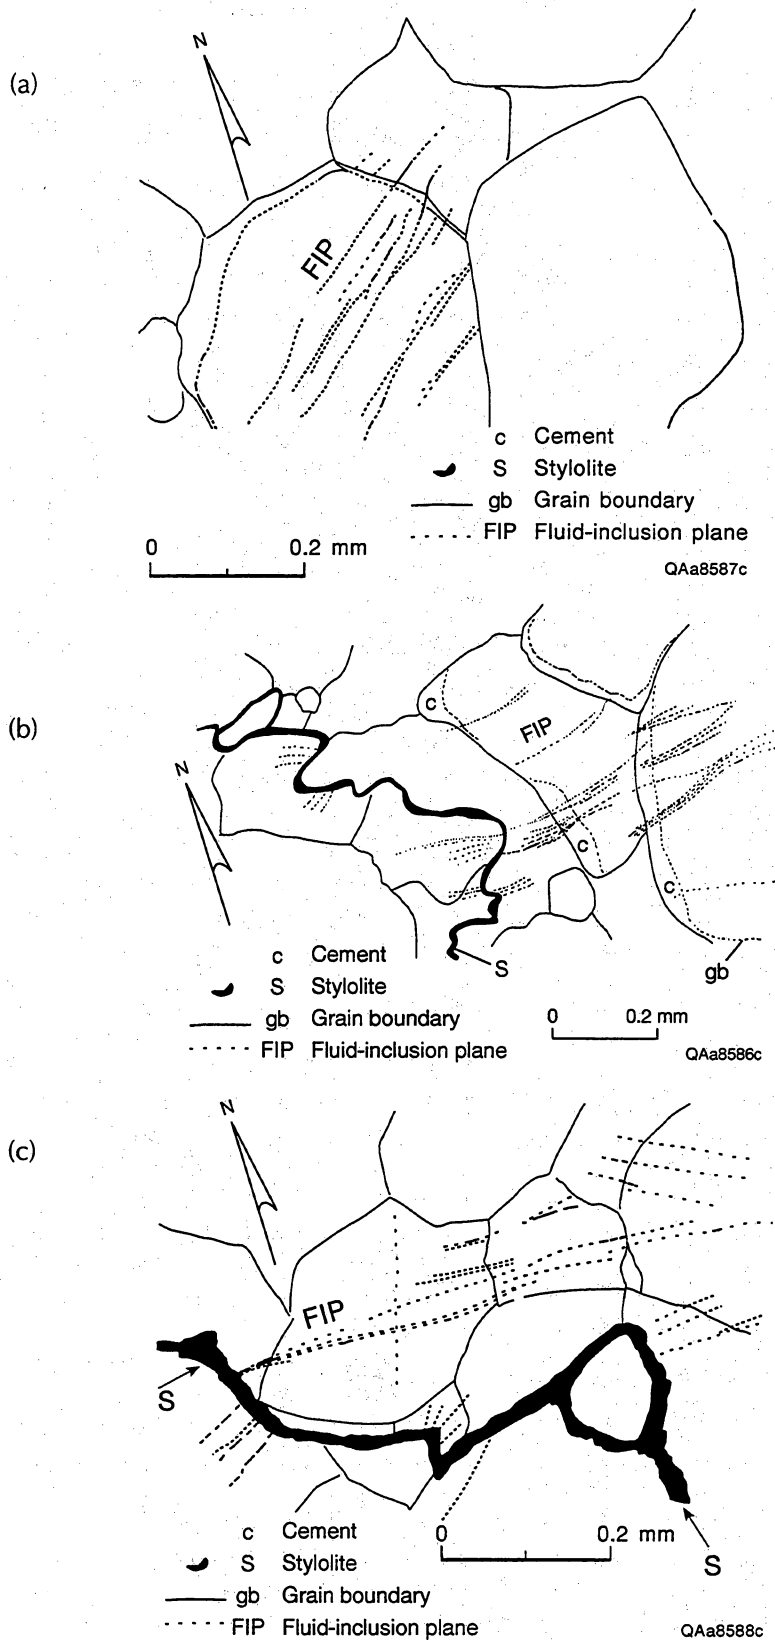 N
(a)
FIP
c Cement
S Stylolite
gb Grain boundary
FIP Fluid-inclusion plane
0 0.2 mm
QAa8587c
(b)
c
FIP
N
c
c
S
gb
c Cement
S Stylolite
gb Grain boundary
FIP Fluid-inclusion plane
0 0.2 mm
QAa8586c
N
(c)
FIP
S
c Cement
S Stylolite
gb Grain boundary
FIP Fluid-inclusion plane
0 0.2 mm
S
QAa8588c